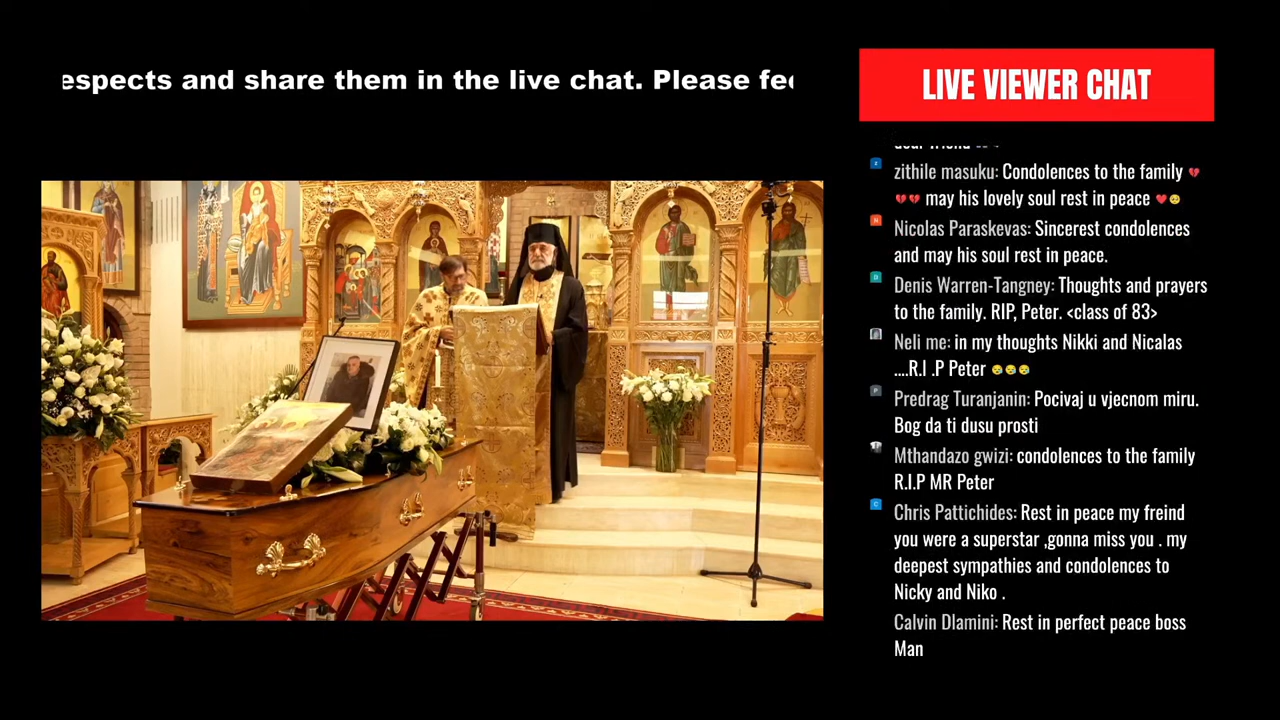 espects and share them in the live chat. Please fee
LIVE VIEWER CHAT
dear friend
zithile masuku: Condolences to the family 💔
💔💔 may his lovely soul rest in peace ❤️🥺
Nicolas Paraskevas: Sincerest condolences
and may his soul rest in peace.
Denis Warren-Tangney: Thoughts and prayers
to the family. RIP, Peter. <class of 83>
Neli me: in my thoughts Nikki and Nicalas
....R.I .P Peter 😥😥😥
Predrag Turanjanin: Pocivaj u vjecnom miru.
Bog da ti dusu prosti
Mthandazo gwizi: condolences to the family
R.I.P MR Peter
Chris Pattichides: Rest in peace my freind
you were a superstar ,gonna miss you . my
deepest sympathies and condolences to
Nicky and Niko .
Calvin Dlamini: Rest in perfect peace boss
Man